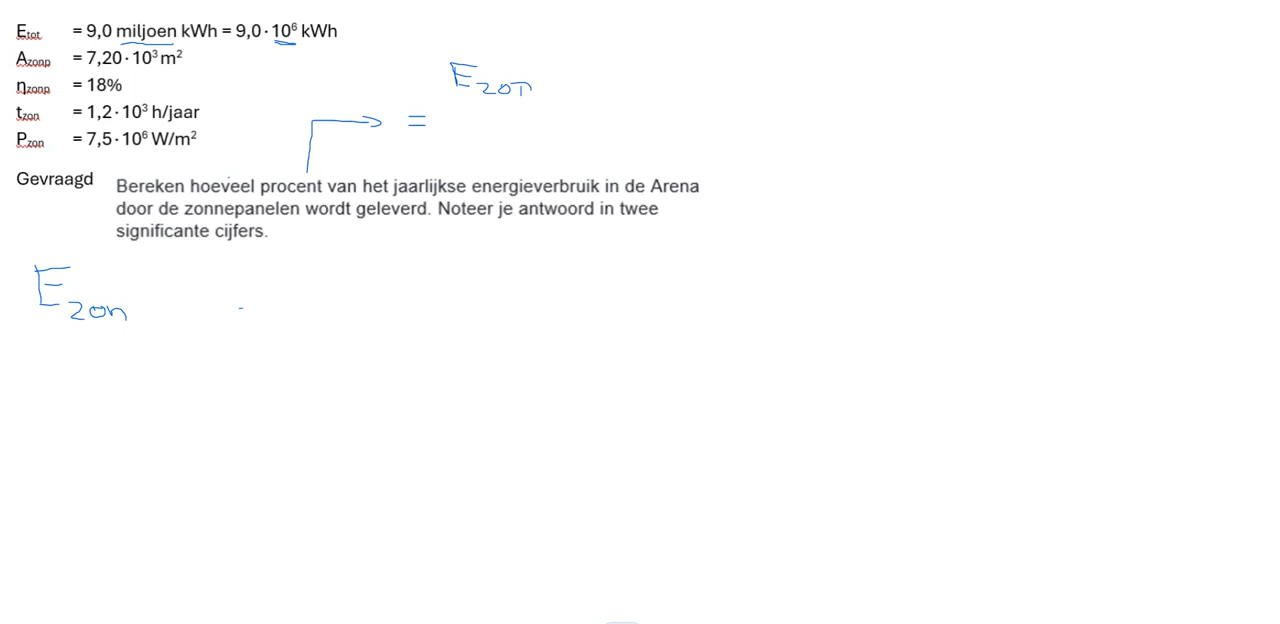 Etot = 9,0 miljoen kWh = 9,0·10⁶ kWh
Azonp = 7,20·10³ m²
ηzonp = 18%
tzon = 1,2·10³ h/jaar
Pzon = 7,5·10⁶ W/m²
= Ezon
Gevraagd Bereken hoeveel procent van het jaarlijkse energieverbruik in de Arena
door de zonnepanelen wordt geleverd. Noteer je antwoord in twee
significante cijfers.
Ezon